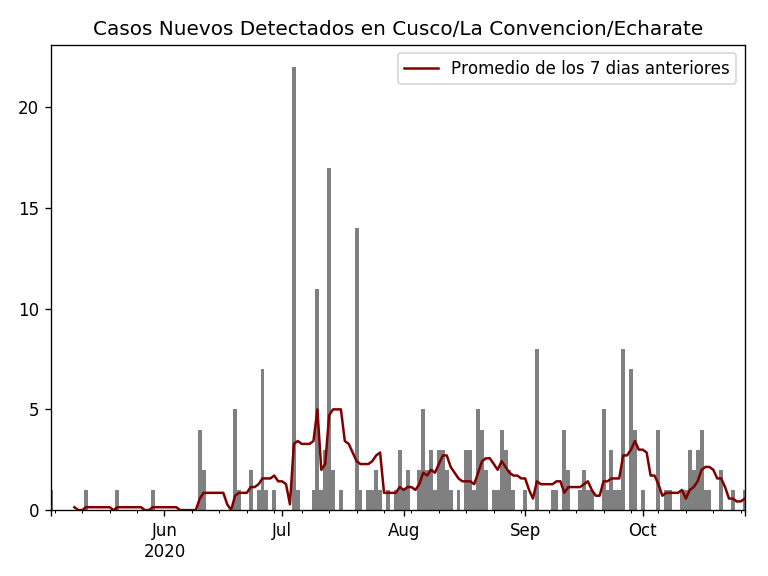 Casos Nuevos Detectados en Cusco/La Convencion/Echarate
Promedio de los 7 dias anteriores
20
15
10
5
0
Jun Jul Aug Sep Oct
2020